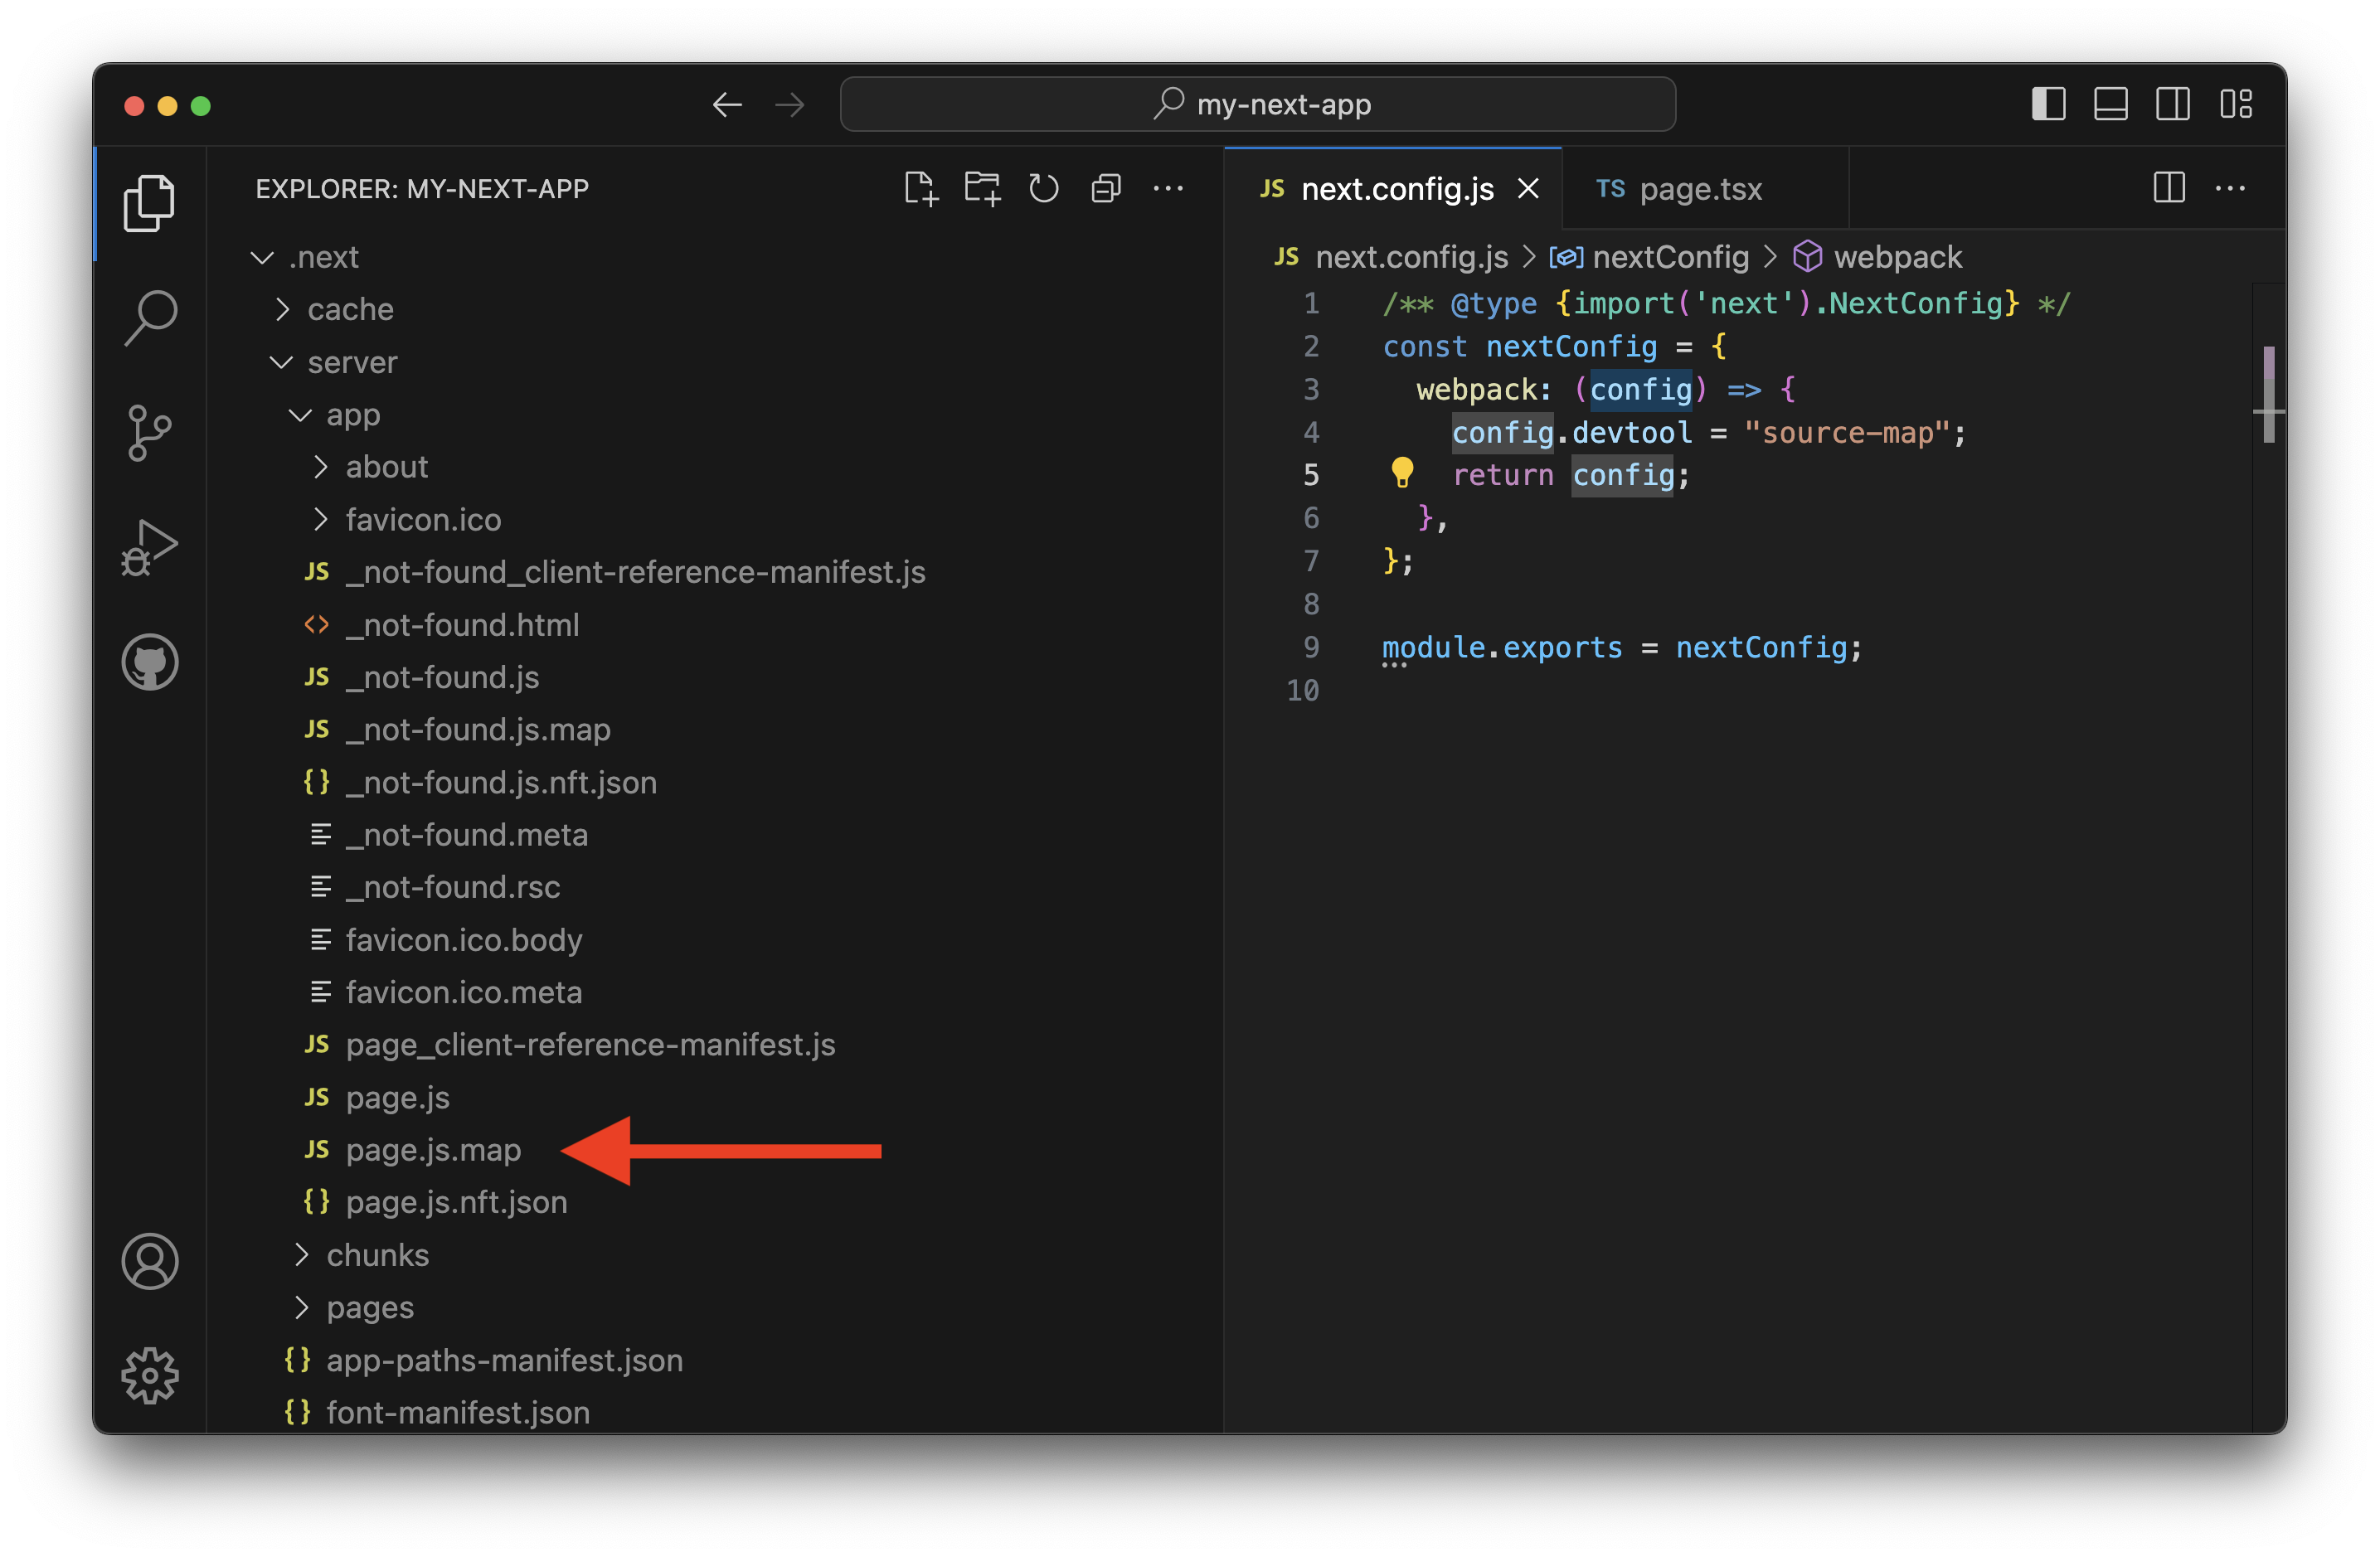 my-next-app
EXPLORER: MY-NEXT-APP
.next
cache
server
app
about
favicon.ico
JS _not-found_client-reference-manifest.js
<> _not-found.html
JS _not-found.js
JS _not-found.js.map
{} _not-found.js.nft.json
_not-found.meta
_not-found.rsc
favicon.ico.body
favicon.ico.meta
JS page_client-reference-manifest.js
JS page.js
JS page.js.map
{} page.js.nft.json
chunks
pages
{} app-paths-manifest.json
{} font-manifest.json
JS next.config.js
TS page.tsx
JS next.config.js > nextConfig > webpack
1 /** @type {import('next').NextConfig} */
2 const nextConfig = {
3 webpack: (config) => {
4 config.devtool = "source-map";
5 return config;
6 },
7 };
8
9 module.exports = nextConfig;
10